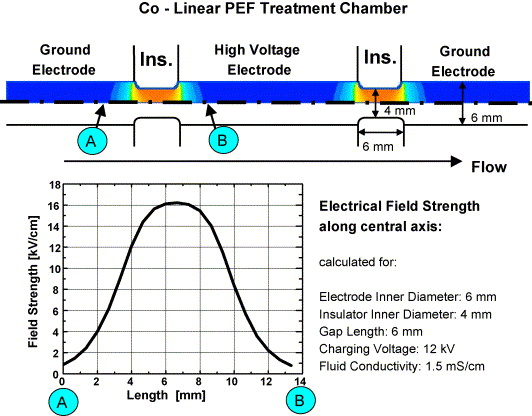 Co - Linear PEF Treatment Chamber
Ground
Electrode
Ins.
High Voltage
Electrode
Ins.
Ground
Electrode
4 mm
6 mm
A
B
6 mm
Flow
18
16
14
12
10
8
6
4
2
0
Field Strength [kV/cm]
0 2 4 6 8 10 12 14
Length [mm]
A
B
Electrical Field Strength
along central axis:
calculated for:
Electrode Inner Diameter: 6 mm
Insulator Inner Diameter: 4 mm
Gap Length: 6 mm
Charging Voltage: 12 kV
Fluid Conductivity: 1.5 mS/cm